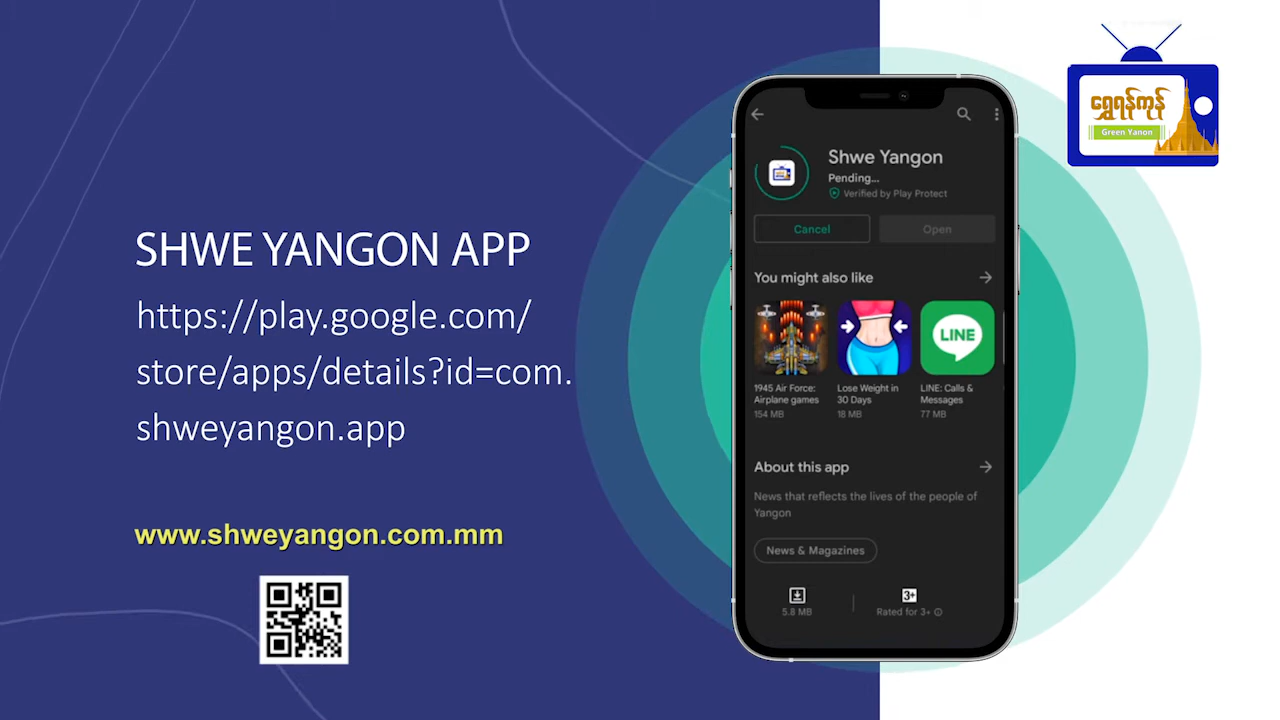 SHWE YANGON APP
https://play.google.com/
store/apps/details?id=com.
shweyangon.app
www.shweyangon.com.mm
ရွှေရန်ကုန်
Green Yanon
Shwe Yangon
Pending...
Verified by Play Protect
Cancel
Open
You might also like
LINE
1945 Air Force:
Airplane games
154 MB
Lose Weight in
30 Days
18 MB
LINE: Calls &
Messages
77 MB
About this app
News that reflects the lives of the people of
Yangon
News & Magazines
5.8 MB
3+
Rated for 3+